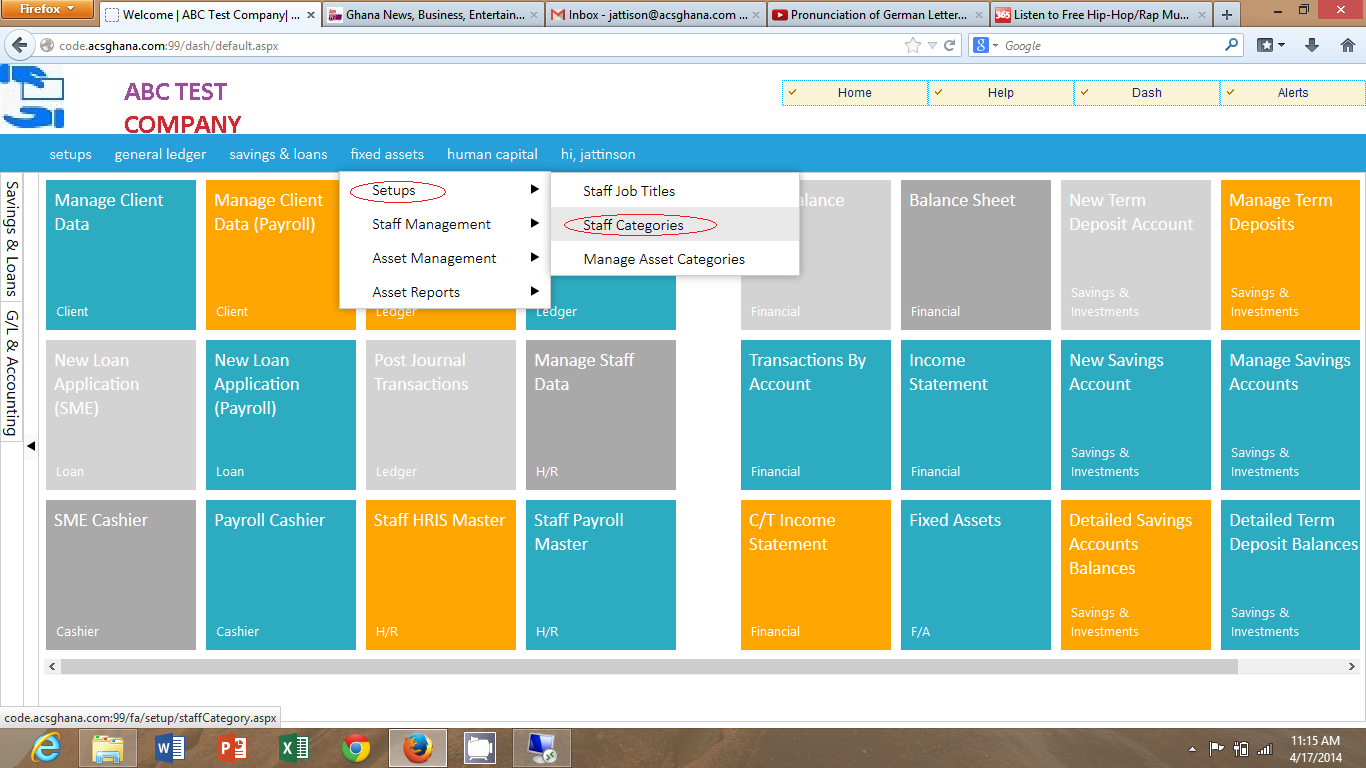 Firefox
Welcome | ABC Test Company| ...
Ghana News, Business, Entertain...
Inbox - jattison@acsghana.com ...
Pronunciation of German Letter...
365 Listen to Free Hip-Hop/Rap Mu...
code.acsghana.com:99/dash/default.aspx
Google
ABC TEST
COMPANY
Home
Help
Dash
Alerts
setups
general ledger
savings & loans
fixed assets
human capital
hi, jattinson
Savings & Loans
G/L & Accounting
Setups
Staff Management
Asset Management
Asset Reports
Staff Job Titles
Staff Categories
Manage Asset Categories
Manage Client
Data
Client
Manage Client
Data (Payroll)
Client
Ledger
Ledger
alance
Financial
Balance Sheet
Financial
New Term
Deposit Account
Savings &
Investments
Manage Term
Deposits
Savings &
Investments
New Loan
Application
(SME)
Loan
New Loan
Application
(Payroll)
Loan
Post Journal
Transactions
Ledger
Manage Staff
Data
H/R
Transactions By
Account
Financial
Income
Statement
Financial
New Savings
Account
Savings &
Investments
Manage Savings
Accounts
Savings &
Investments
SME Cashier
Cashier
Payroll Cashier
Cashier
Staff HRIS Master
H/R
Staff Payroll
Master
H/R
C/T Income
Statement
Financial
Fixed Assets
F/A
Detailed Savings
Accounts
Balances
Savings &
Investments
Detailed Term
Deposit Balances
Savings &
Investments
code.acsghana.com:99/fa/setup/staffCategory.aspx
11:15 AM
4/17/2014